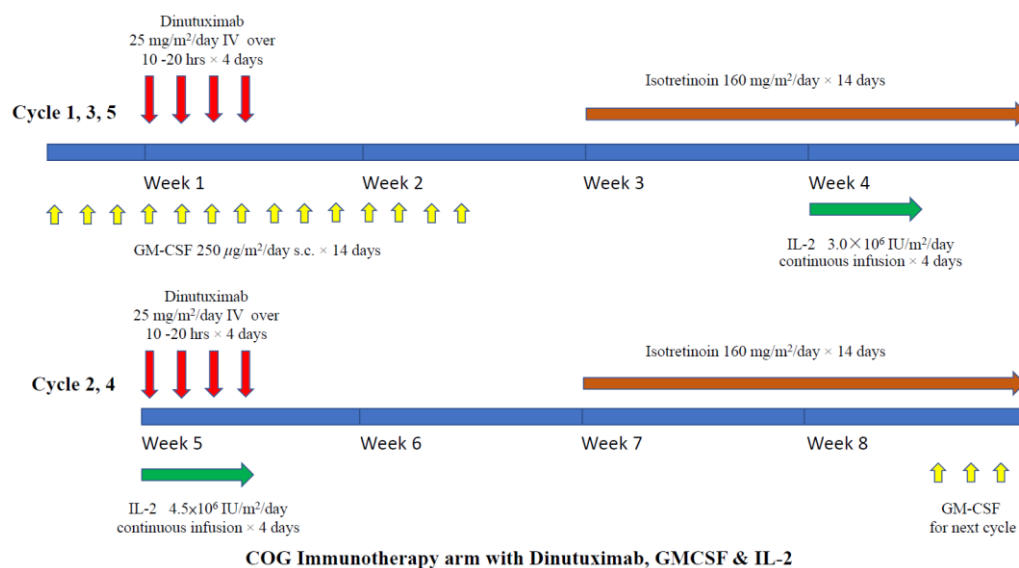 Dinutuximab
25 mg/m²/day IV over
10 -20 hrs × 4 days
Isotretinoin 160 mg/m²/day × 14 days
Cycle 1, 3, 5
Week 1
Week 2
Week 3
Week 4
GM-CSF 250 µg/m²/day s.c. × 14 days
IL-2 3.0×10⁶ IU/m²/day
continuous infusion × 4 days
Dinutuximab
25 mg/m²/day IV over
10 -20 hrs × 4 days
Isotretinoin 160 mg/m²/day × 14 days
Cycle 2, 4
Week 5
Week 6
Week 7
Week 8
IL-2 4.5×10⁶ IU/m²/day
continuous infusion × 4 days
GM-CSF
for next cycle
COG Immunotherapy arm with Dinutuximab, GMCSF & IL-2